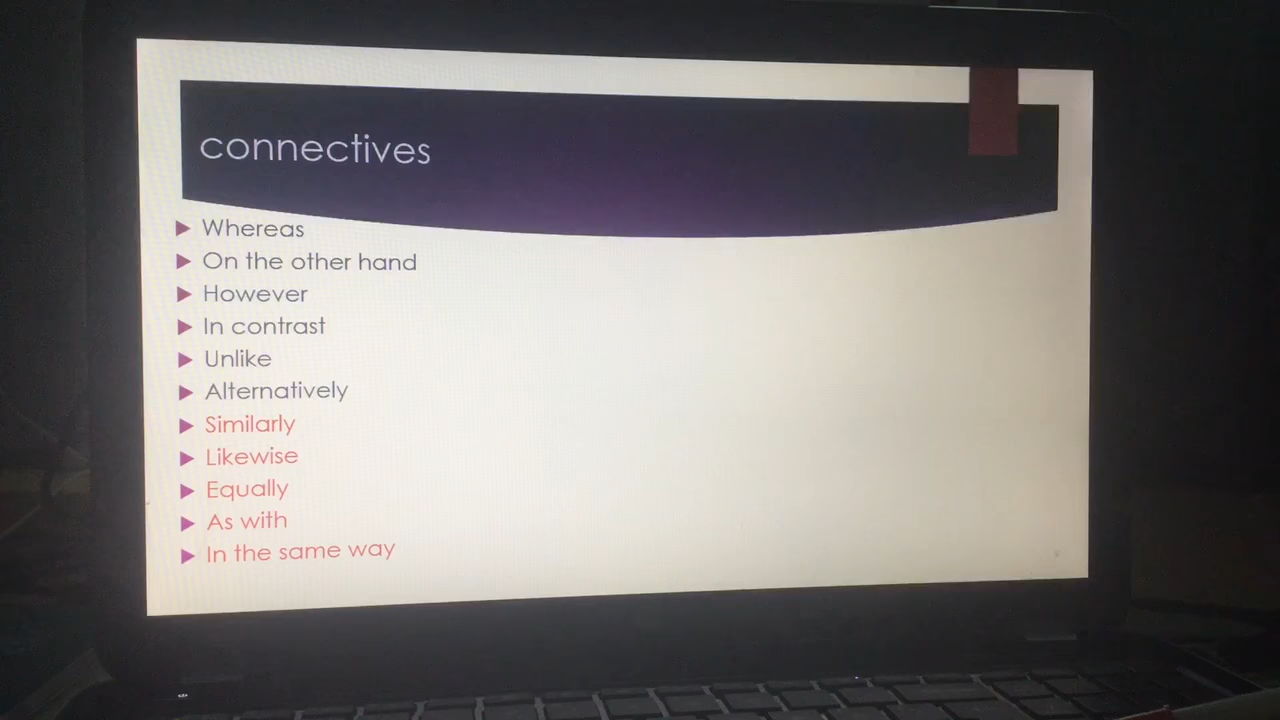 connectives
Whereas
On the other hand
However
In contrast
Unlike
Alternatively
Similarly
Likewise
Equally
As with
In the same way